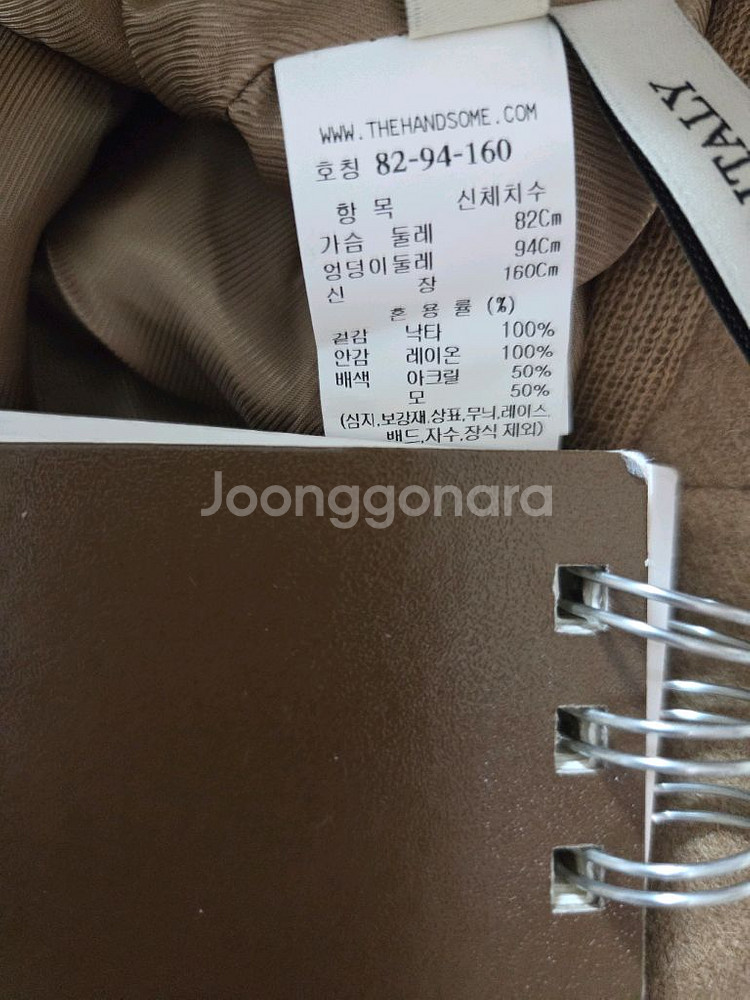 WWW.THEHANDSOME.COM
호칭 82-94-160
항 목 신체치수
가슴 둘레 82Cm
엉덩이둘레 94Cm
신 장 160Cm
혼 용 률 (%)
겉감 낙타 100%
안감 레이온 100%
배색 아크릴 50%
모 50%
(심지,보강재,상표,무늬,레이스,
밴드,자수,장식 제외)
ITALY
Joonggonara